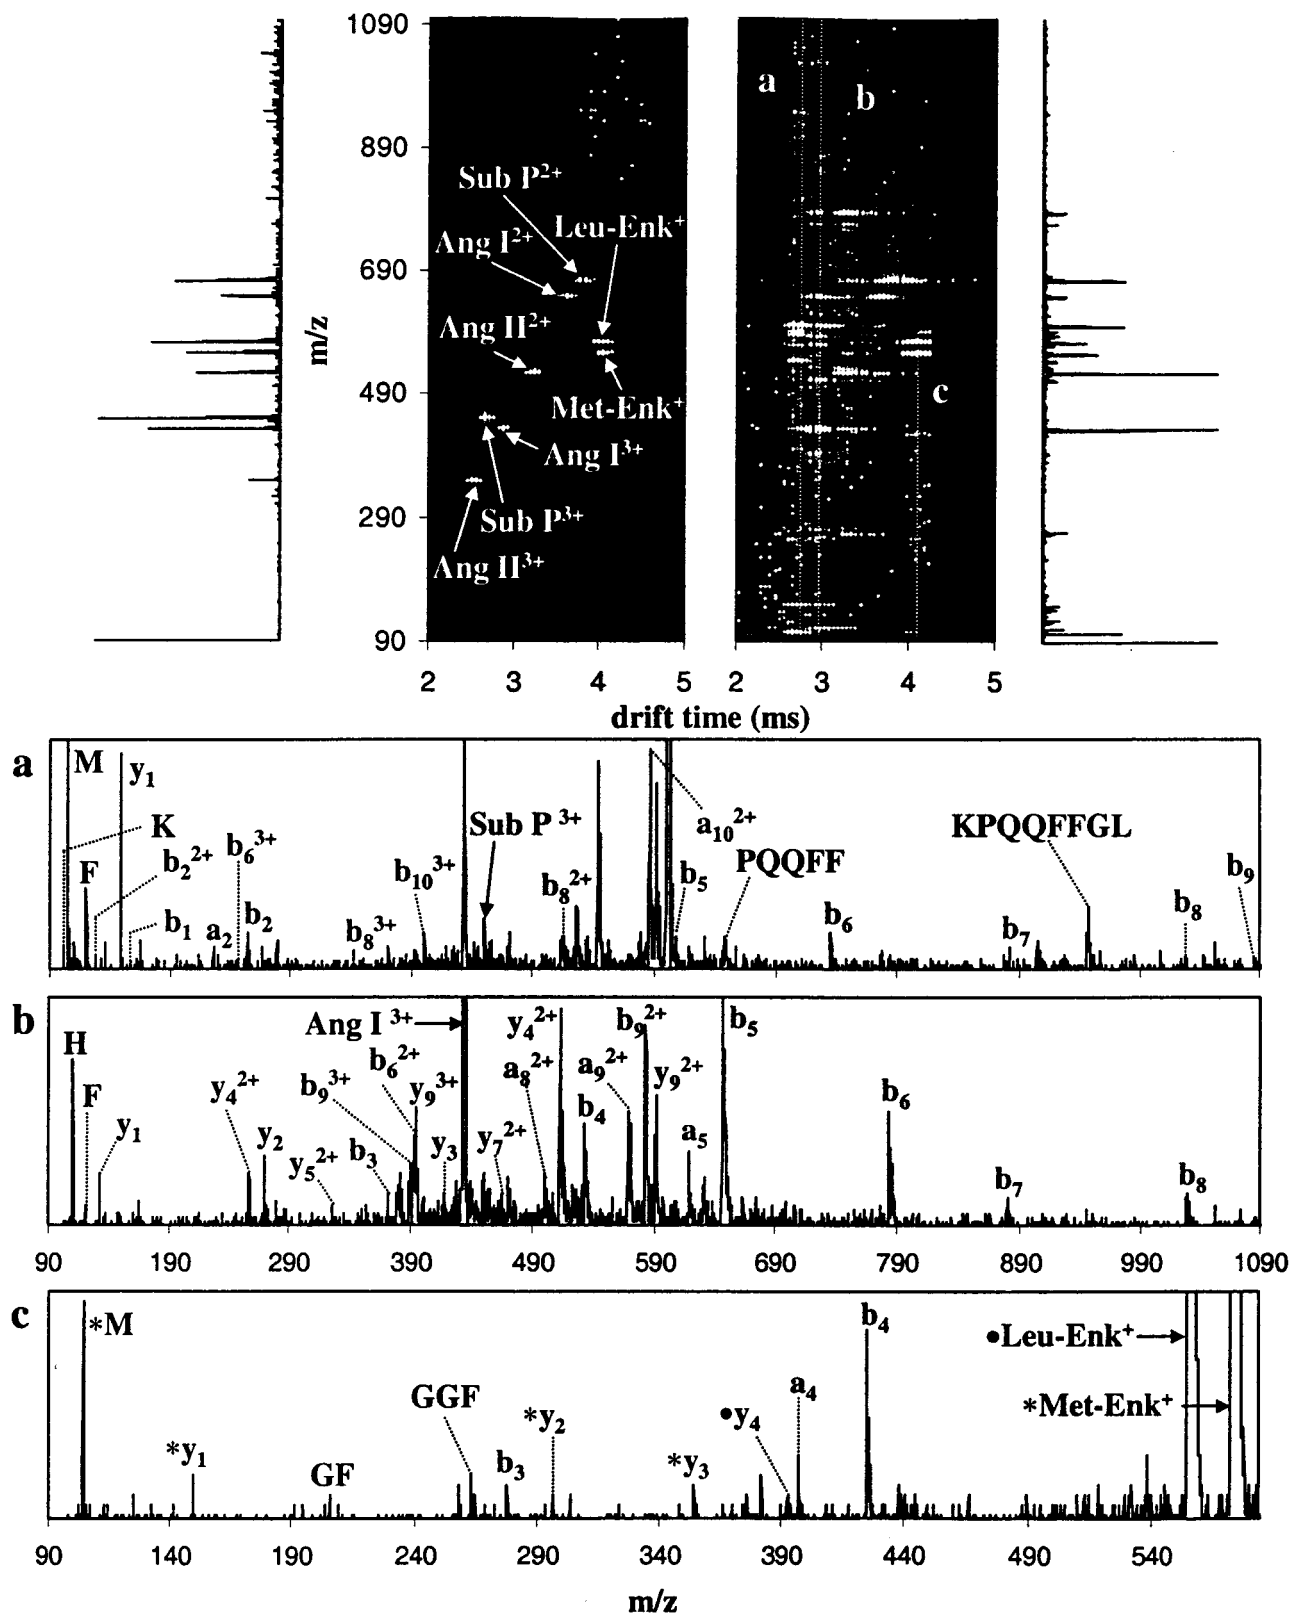 1090
890
690
490
290
90
m/z
Sub P²⁺
Leu-Enk⁺
Ang I²⁺
Ang II²⁺
Met-Enk⁺
Ang I³⁺
Sub P³⁺
Ang II³⁺
a
b
c
2 3 4 5
2 3 4 5
drift time (ms)
a
M
y₁
K
F
b₂²⁺
b₁
b₆³⁺
a₂
b₂
b₈³⁺
b₁₀³⁺
Sub P ³⁺
b₈²⁺
a₁₀²⁺
b₅
PQQFF
b₆
KPQQFFGL
b₇
b₈
b₉
b
H
F
y₁
y₄²⁺
y₂
y₅²⁺
b₉³⁺
b₃
Ang I ³⁺
b₆²⁺
y₉³⁺
y₃
y₇²⁺
a₈²⁺
y₄²⁺
b₄
a₉²⁺
b₉²⁺
y₉²⁺
a₅
b₅
b₆
b₇
b₈
90 190 290 390 490 590 690 790 890 990 1090
c
*M
*y₁
GF
GGF
b₃
*y₂
*y₃
•y₄
a₄
b₄
•Leu-Enk⁺
*Met-Enk⁺
90 140 190 240 290 340 390 440 490 540
m/z